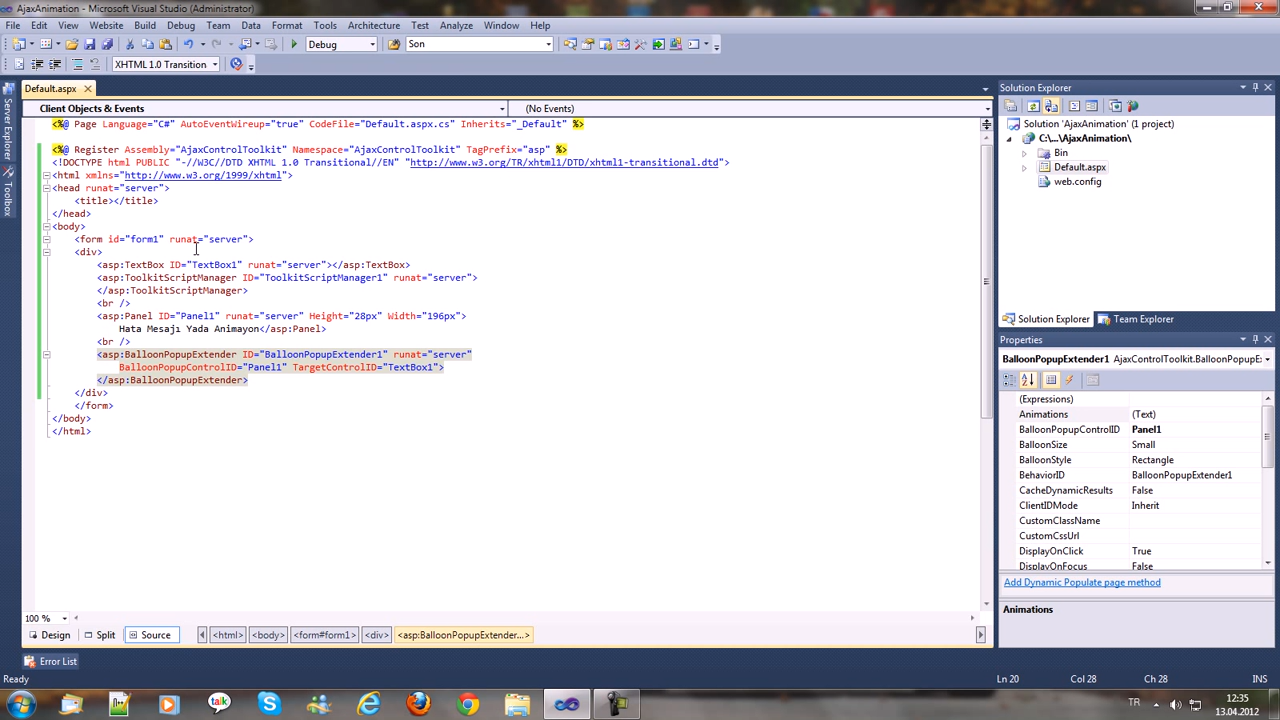 AjaxAnimation - Microsoft Visual Studio
File Edit View Website Build Debug Team Data Format Tools Architecture Test Analyze Window Help
Debug Son
XHTML 1.0 Transition
Default.aspx
Server Explorer
Toolbox
Client Objects & Events (No Events)
<%@ Page Language="C#" AutoEventWireup="true" CodeFile="Default.aspx.cs" Inherits="_Default" %>
<%@ Register Assembly="AjaxControlToolkit" Namespace="AjaxControlToolkit" TagPrefix="asp" %>
<!DOCTYPE html PUBLIC "-//W3C//DTD XHTML 1.0 Transitional//EN" "http://www.w3.org/TR/xhtml1/DTD/xhtml1-transitional.dtd">
<html xmlns="http://www.w3.org/1999/xhtml">
<head runat="server">
<title></title>
</head>
<body>
<form id="form1" runat="server">
<div>
<asp:TextBox ID="TextBox1" runat="server"></asp:TextBox>
<asp:ToolkitScriptManager ID="ToolkitScriptManager1" runat="server">
</asp:ToolkitScriptManager>
<br />
<asp:Panel ID="Panel1" runat="server" Height="28px" Width="196px">
Hata Mesajı Yada Animayon</asp:Panel>
<br />
<asp:BalloonPopupExtender ID="BalloonPopupExtender1" runat="server"
BalloonPopupControlID="Panel1" TargetControlID="TextBox1">
</asp:BalloonPopupExtender>
</div>
</form>
</body>
</html>
100 %
Design Split Source <html> <body> <form#form1> <div> <asp:BalloonPopupExtender...>
Error List
Solution Explorer
Solution 'AjaxAnimation' (1 project)
C:\...\AjaxAnimation\
Bin
Default.aspx
web.config
Solution Explorer Team Explorer
Properties
BalloonPopupExtender1 AjaxControlToolkit.BalloonPopupEx
(Expressions)
Animations (Text)
BalloonPopupControlID Panel1
BalloonSize Small
BalloonStyle Rectangle
BehaviorID BalloonPopupExtender1
CacheDynamicResults False
ClientIDMode Inherit
CustomClassName
CustomCssUrl
DisplayOnClick True
DisplayOnFocus False
Add Dynamic Populate page method
Animations
Ready Ln 20 Col 28 Ch 28 INS
talk
TR
12:35
13.04.2012